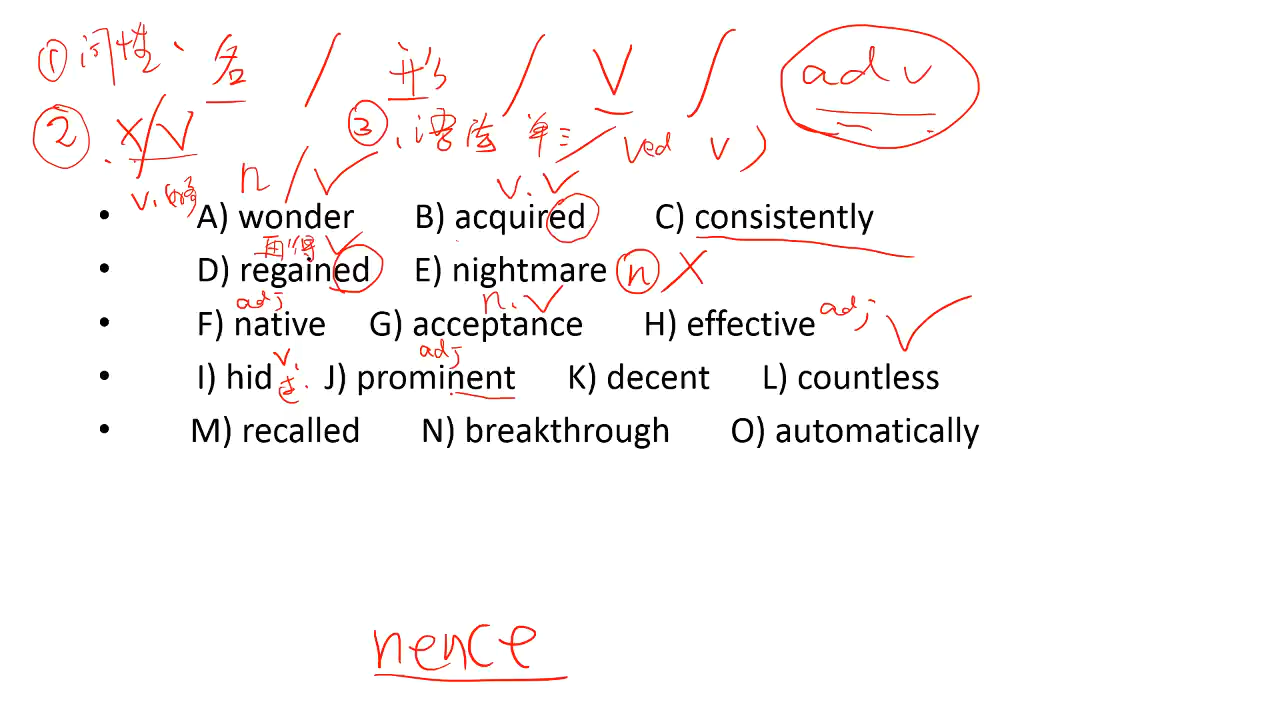 ① 词性、 名 / 形 / V / adv
② . X/V ③ 、语法 单三/ Ved V)
V. n/✓ V. ✓
• A) wonder B) acquired C) consistently
再得 ✓
• D) regained E) nightmare n X
adj n. ✓ adj ✓
• F) native G) acceptance H) effective
V. adj
• I) hid J) prominent K) decent L) countless
• M) recalled N) breakthrough O) automatically
nence